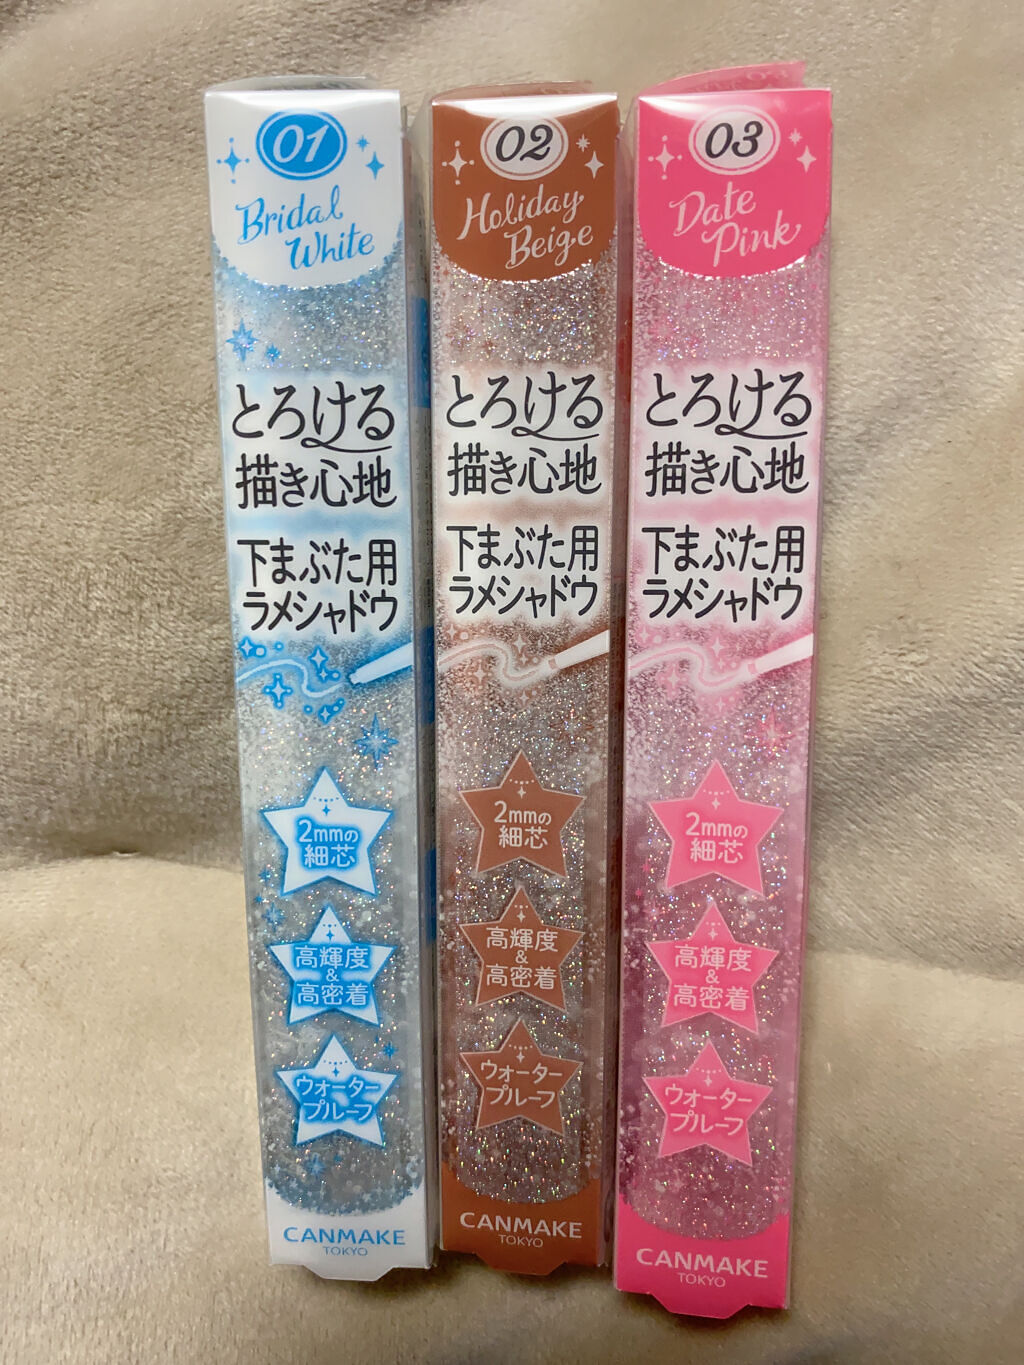 01
Bridal
White
とろける
描き心地
下まぶた用
ラメシャドウ
2mmの
細芯
高輝度
&
高密着
ウォーター
プルーフ
CANMAKE
TOKYO
02
Holiday
Beige
とろける
描き心地
下まぶた用
ラメシャドウ
2mmの
細芯
高輝度
&
高密着
ウォーター
プルーフ
CANMAKE
TOKYO
03
Date
Pink
とろける
描き心地
下まぶた用
ラメシャドウ
2mmの
細芯
高輝度
&
高密着
ウォーター
プルーフ
CANMAKE
TOKYO